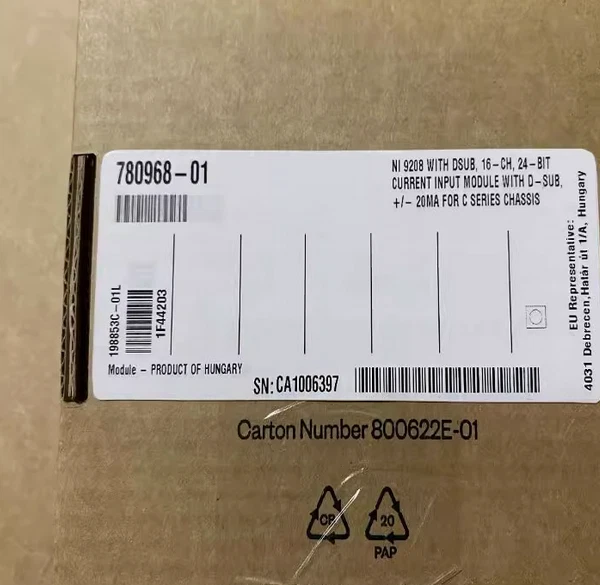 780968-01
NI 9208 WITH DSUB, 16-CH, 24-BIT
CURRENT INPUT MODULE WITH D-SUB,
+/- 20MA FOR C SERIES CHASSIS
198853C-01L
1F44203
EU Representative:
4031 Debrecen, Határ út 1/A, Hungary
Module - PRODUCT OF HUNGARY
SN: CA1006397
Carton Number 800622E-01
20
PAP